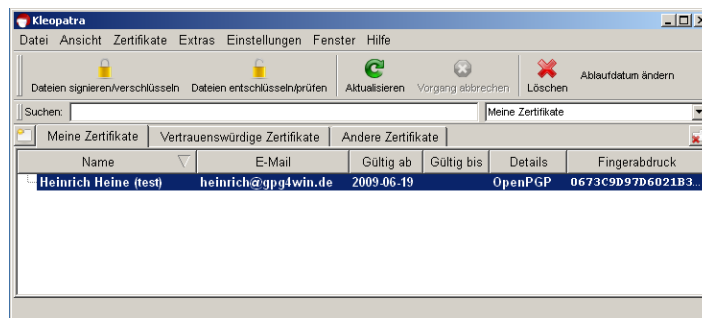 Kleopatra
Datei Ansicht Zertifikate Extras Einstellungen Fenster Hilfe
Dateien signieren/verschlüsseln Dateien entschlüsseln/prüfen Aktualisieren Vorgang abbrechen Löschen Ablaufdatum ändern
Suchen: Meine Zertifikate
Meine Zertifikate Vertrauenswürdige Zertifikate Andere Zertifikate
Name E-Mail Gültig ab Gültig bis Details Fingerabdruck
Heinrich Heine (test) heinrich@gpg4win.de 2009-06-19 OpenPGP 0673C9D97D6021B3...